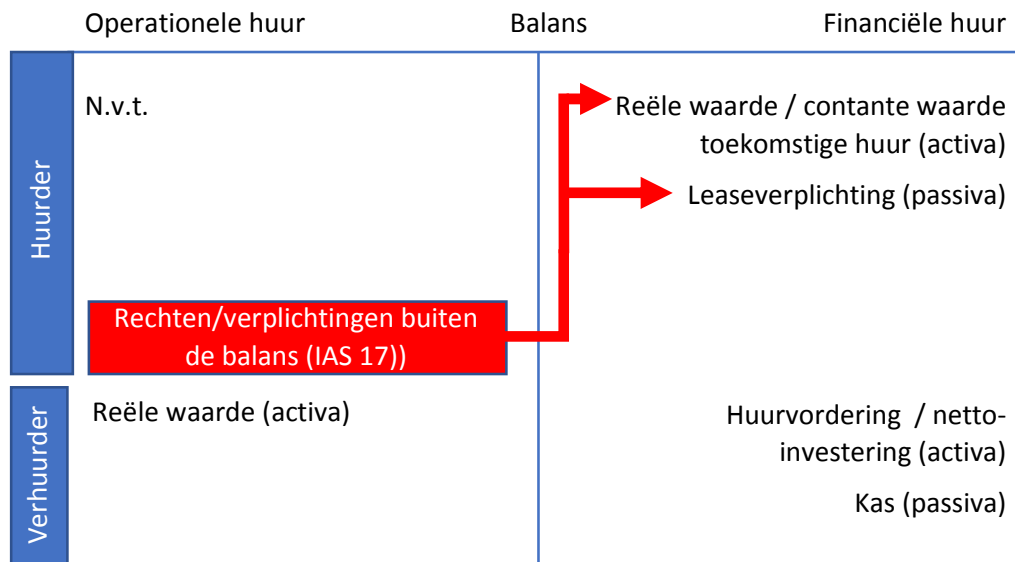 Operationele huur Balans Financiële huur
Huurder
N.v.t.
Reële waarde / contante waarde
toekomstige huur (activa)
Leaseverplichting (passiva)
Rechten/verplichtingen buiten
de balans (IAS 17))
Verhuurder
Reële waarde (activa)
Huurvordering / netto-
investering (activa)
Kas (passiva)